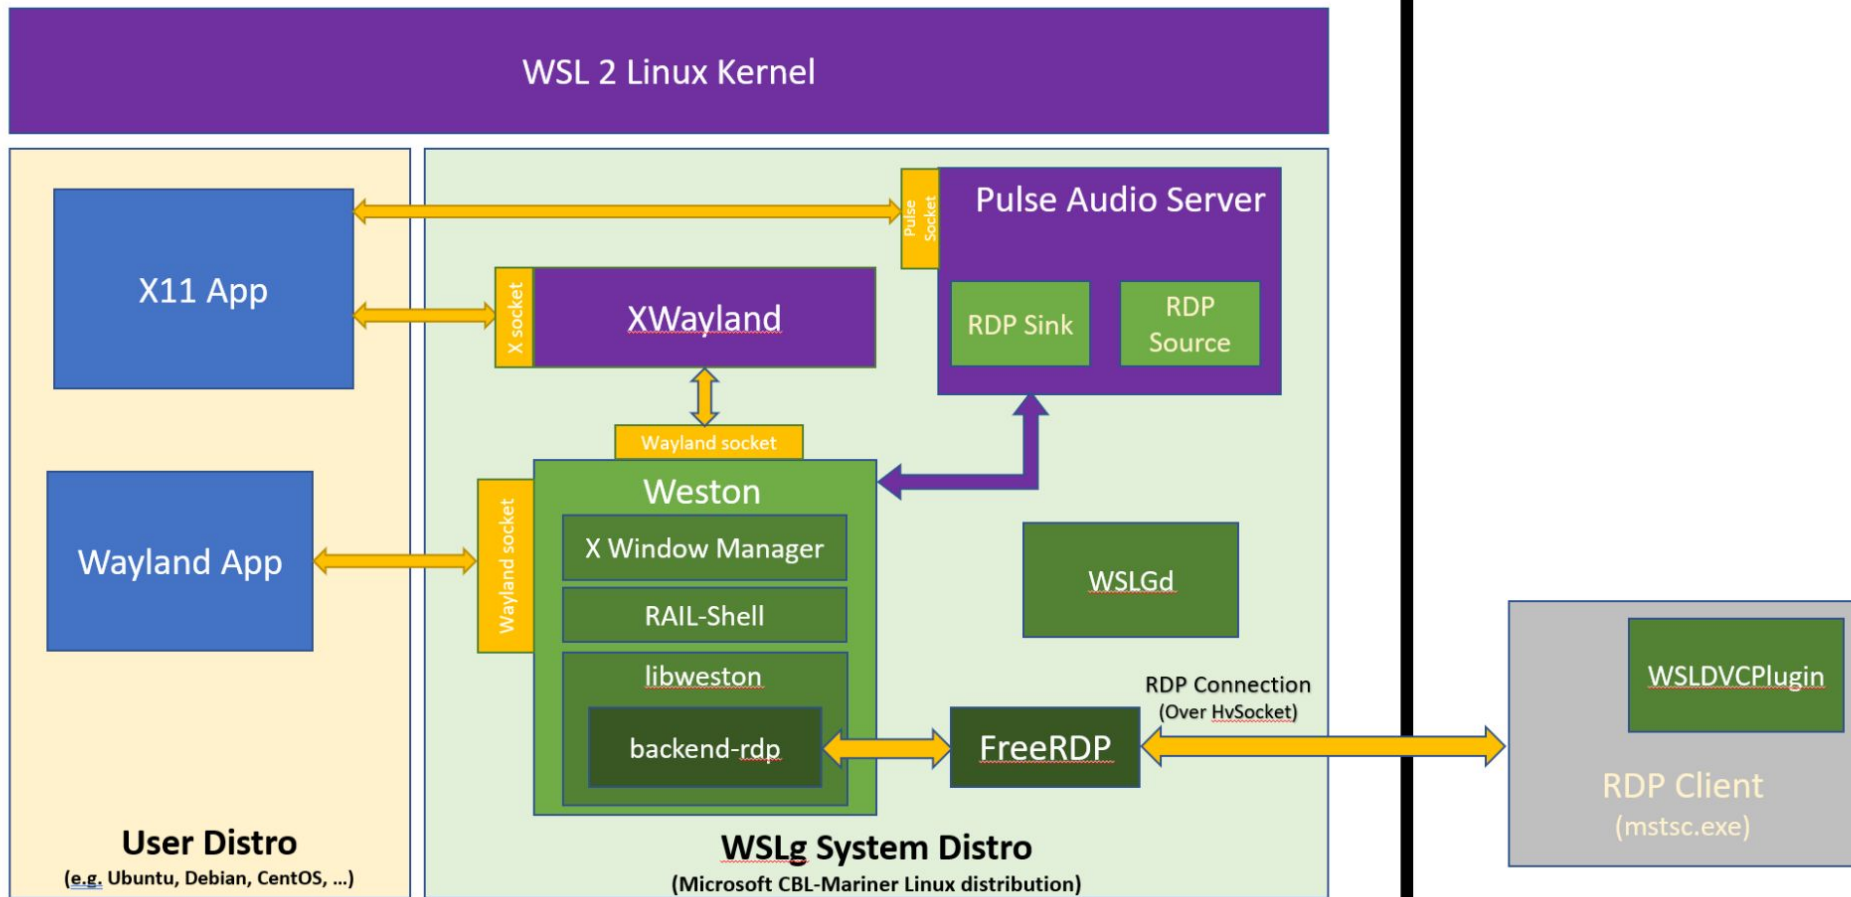 WSL 2 Linux Kernel
X11 App
Wayland App
User Distro
(e.g. Ubuntu, Debian, CentOS, ...)
Pulse
Socket
Pulse Audio Server
RDP Sink
RDP
Source
X socket
XWayland
Wayland socket
Wayland socket
Weston
X Window Manager
RAIL-Shell
libweston
backend-rdp
WSLGd
FreeRDP
RDP Connection
(Over HvSocket)
WSLg System Distro
(Microsoft CBL-Mariner Linux distribution)
WSLDVCPlugin
RDP Client
(mstsc.exe)